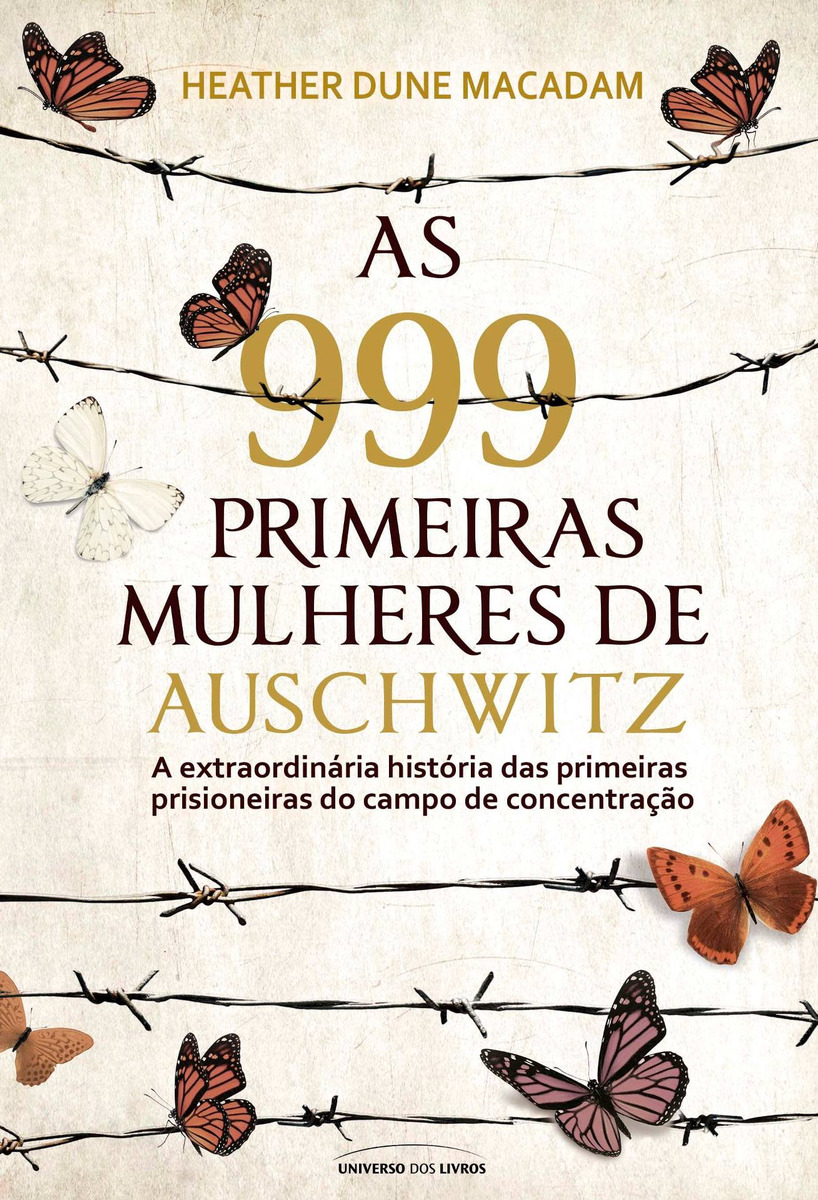 HEATHER DUNE MACADAM
AS
999
PRIMEIRAS
MULHERES DE
AUSCHWITZ
A extraordinária história das primeiras
prisioneiras do campo de concentração
UNIVERSO DOS LIVROS